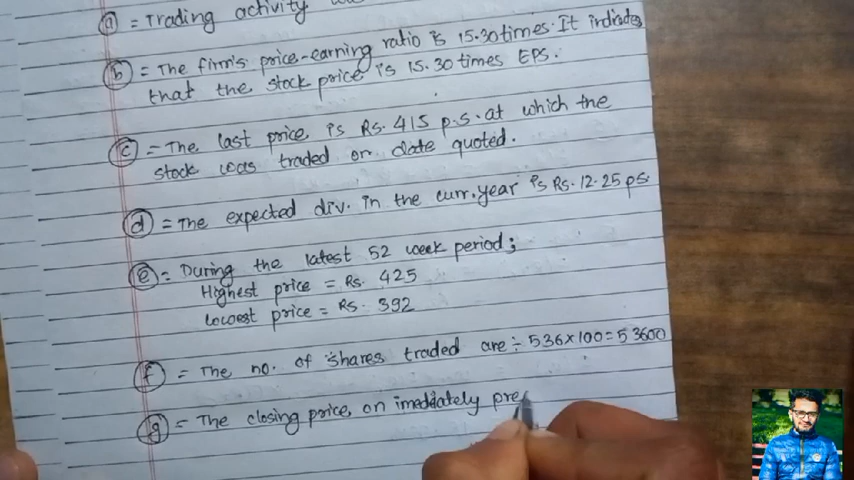 (a) = Trading activity
(b) = The firm's price-earning ratio is 15.30 times. It indicates
that the stock price is 15.30 times EPS.
(c) = The last price is Rs. 415 p.s. at which the
stock was traded on date quoted.
(d) = The expected div. in the curr. year is Rs. 12.25 ps.
(e) = During the latest 52 week period;
Highest price = Rs. 425
Lowest price = Rs. 392
(f) = The no. of shares traded are ÷ 536×100=53600
(g) = The closing price on imeddiately pre